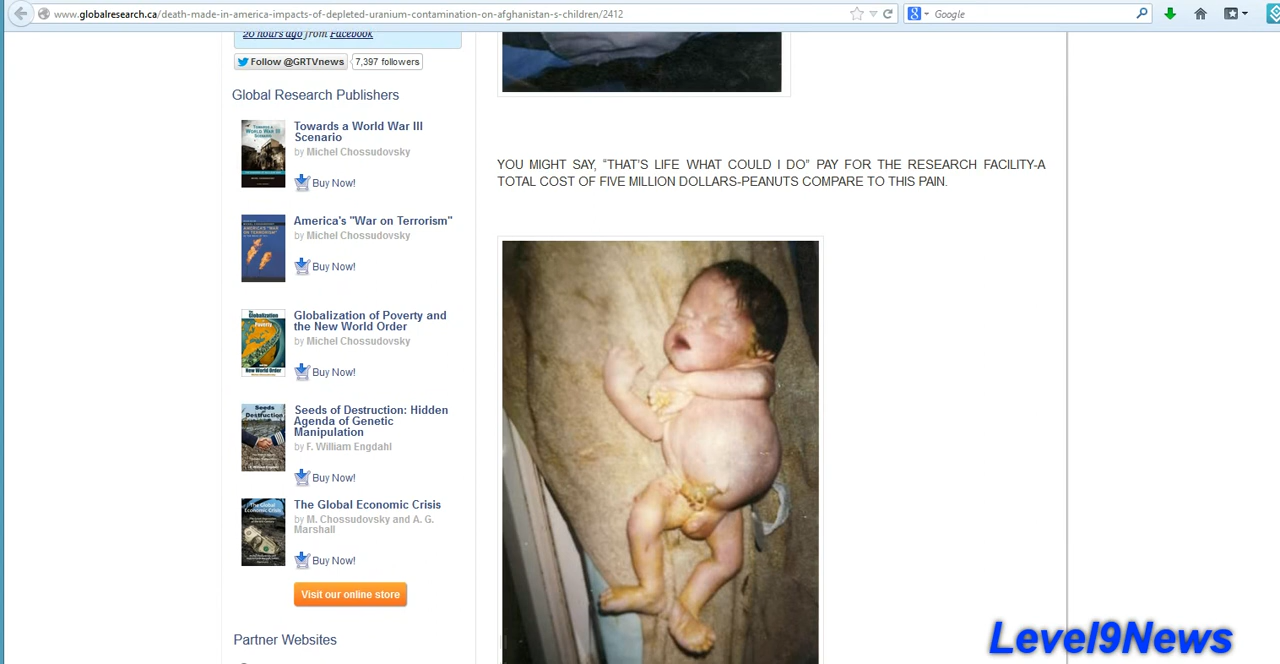 www.globalresearch.ca/death-made-in-america-impacts-of-depleted-uranium-contamination-on-afghanistan-s-children/2412
Google
20 hours ago from Facebook
Follow @GRTVnews
7,397 followers
Global Research Publishers
Towards a World War III
Scenario
by Michel Chossudovsky
Buy Now!
America's "War on Terrorism"
by Michel Chossudovsky
Buy Now!
Globalization of Poverty and
the New World Order
by Michel Chossudovsky
Buy Now!
Seeds of Destruction: Hidden
Agenda of Genetic
Manipulation
by F. William Engdahl
Buy Now!
The Global Economic Crisis
by M. Chossudovsky and A. G.
Marshall
Buy Now!
Visit our online store
Partner Websites
YOU MIGHT SAY, “THAT’S LIFE WHAT COULD I DO” PAY FOR THE RESEARCH FACILITY-A
TOTAL COST OF FIVE MILLION DOLLARS-PEANUTS COMPARE TO THIS PAIN.
Level9News